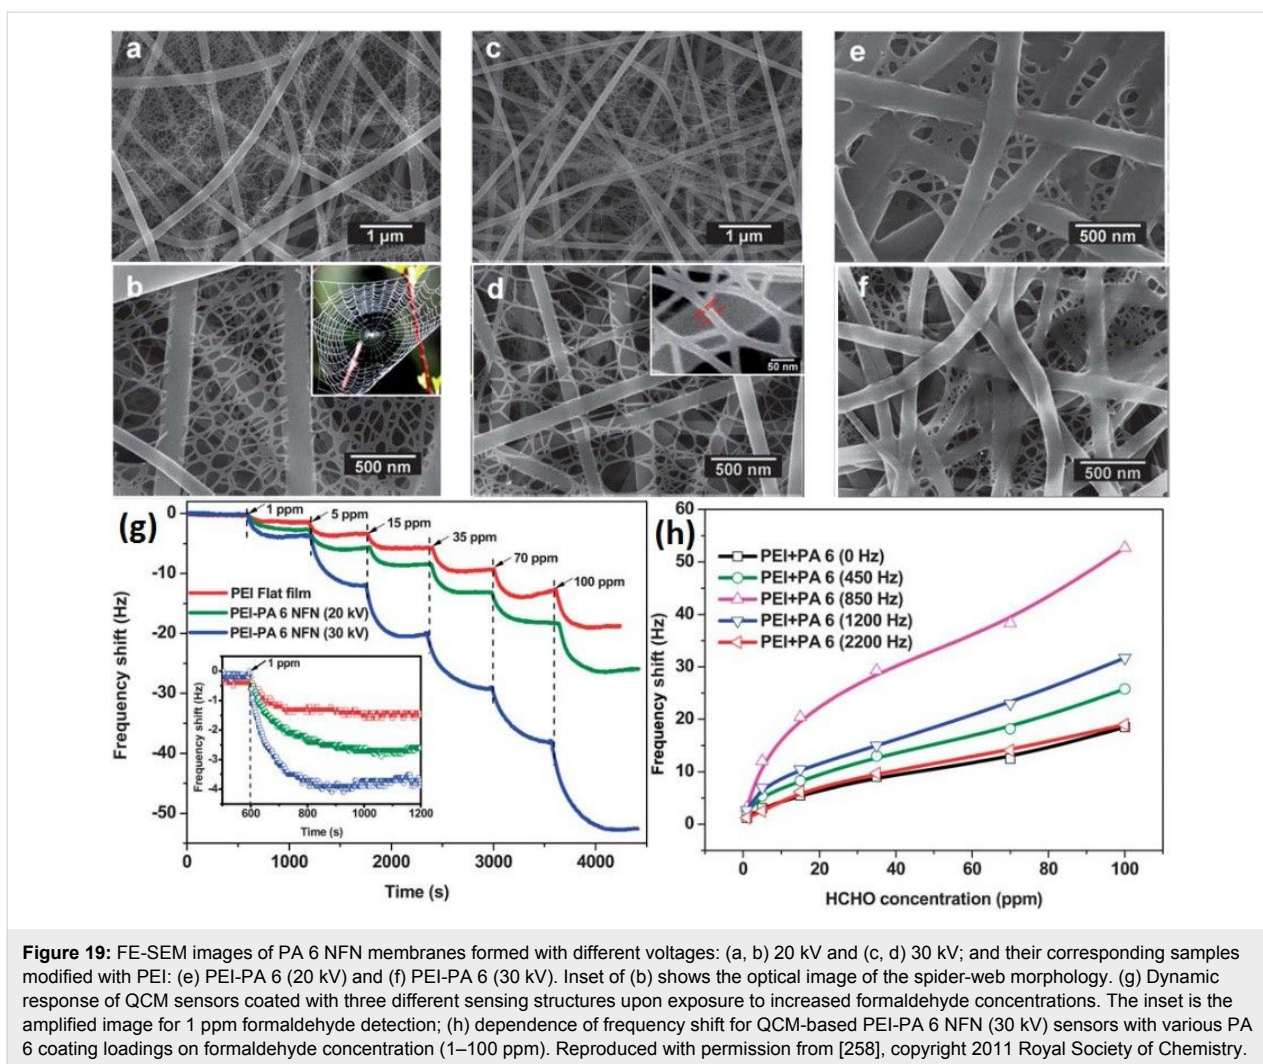 a
c
e
1 µm
1 µm
500 nm
b
d
f
50 nm
500 nm
500 nm
500 nm
(g)
0
-10
-20
-30
-40
-50
Frequency shift (Hz)
1 ppm
5 ppm
15 ppm
35 ppm
70 ppm
100 ppm
PEI Flat film
PEI-PA 6 NFN (20 kV)
PEI-PA 6 NFN (30 kV)
0
-1
-2
-3
-4
Frequency shift (Hz)
1 ppm
600
800
1000
1200
Time (s)
0
1000
2000
3000
4000
Time (s)
(h)
60
50
40
30
20
10
0
Frequency shift (Hz)
PEI+PA 6 (0 Hz)
PEI+PA 6 (450 Hz)
PEI+PA 6 (850 Hz)
PEI+PA 6 (1200 Hz)
PEI+PA 6 (2200 Hz)
0
20
40
60
80
100
HCHO concentration (ppm)
Figure 19: FE-SEM images of PA 6 NFN membranes formed with different voltages: (a, b) 20 kV and (c, d) 30 kV; and their corresponding samples
modified with PEI: (e) PEI-PA 6 (20 kV) and (f) PEI-PA 6 (30 kV). Inset of (b) shows the optical image of the spider-web morphology. (g) Dynamic
response of QCM sensors coated with three different sensing structures upon exposure to increased formaldehyde concentrations. The inset is the
amplified image for 1 ppm formaldehyde detection; (h) dependence of frequency shift for QCM-based PEI-PA 6 NFN (30 kV) sensors with various PA
6 coating loadings on formaldehyde concentration (1–100 ppm). Reproduced with permission from [258], copyright 2011 Royal Society of Chemistry.